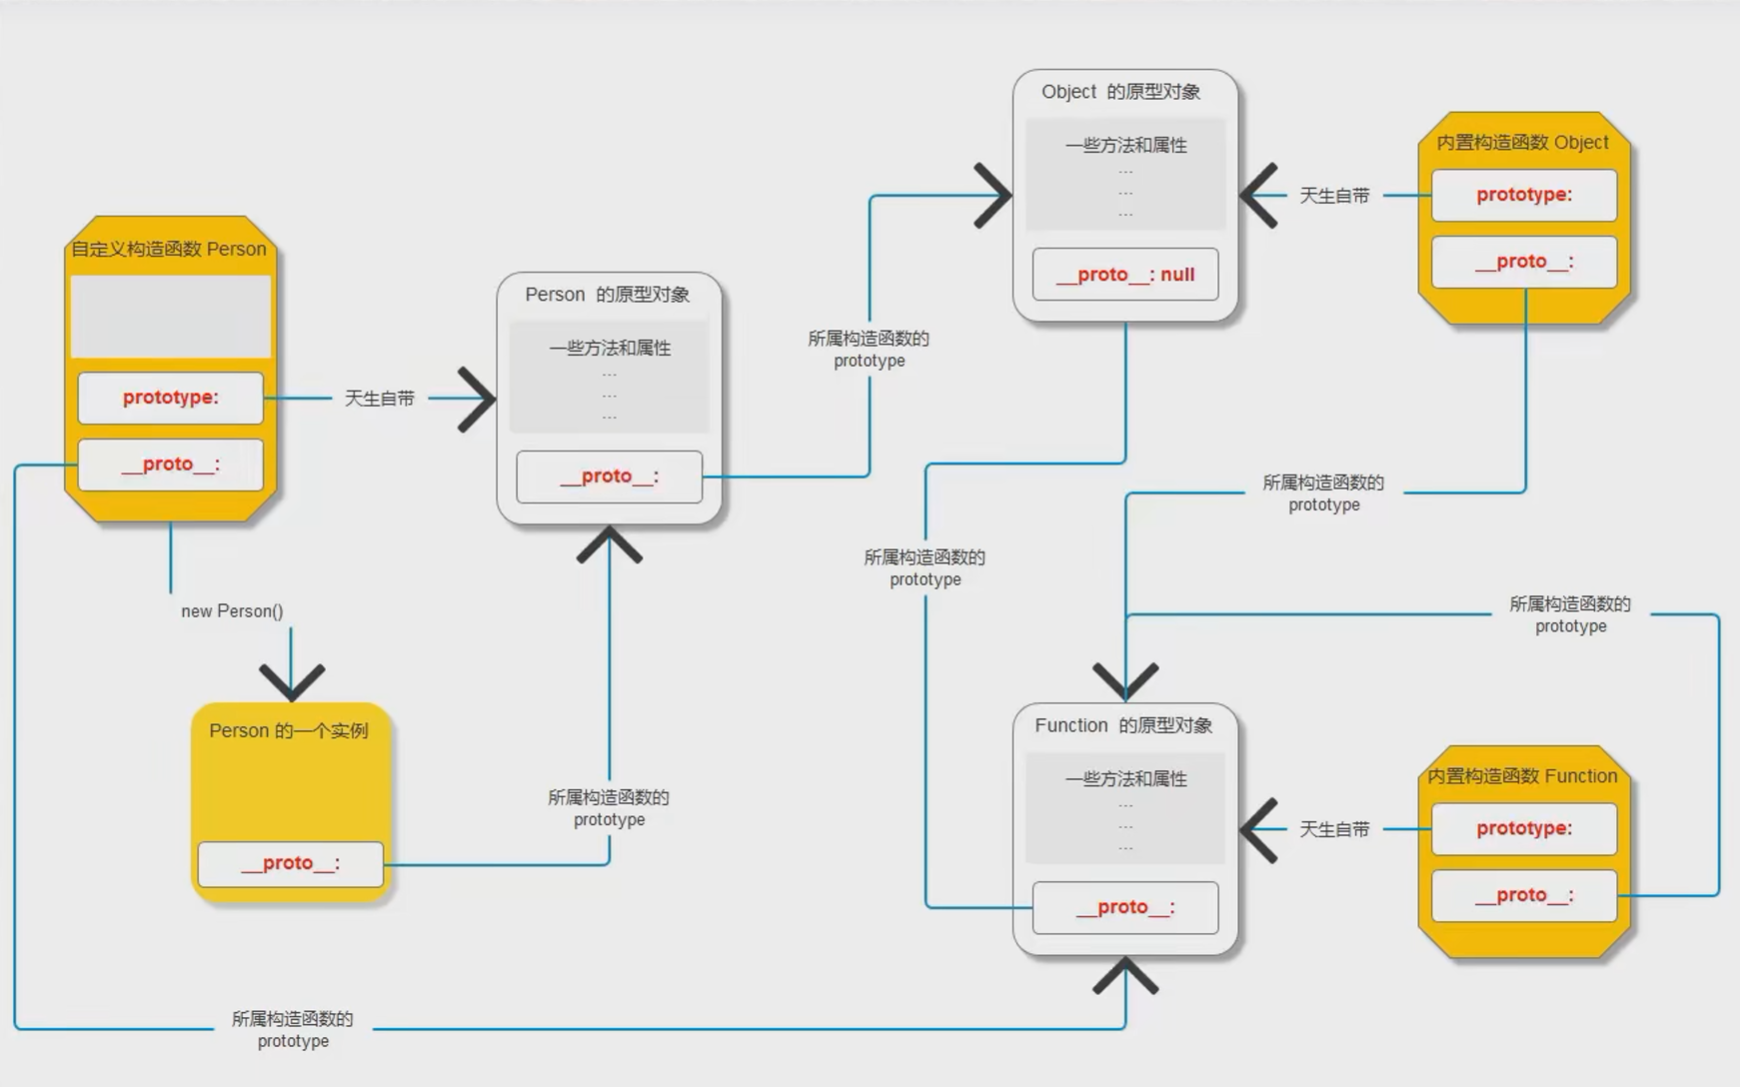 Object 的原型对象
一些方法和属性
...
...
...
__proto__: null
内置构造函数 Object
prototype:
__proto__:
天生自带
自定义构造函数 Person
prototype:
__proto__:
天生自带
Person 的原型对象
一些方法和属性
...
...
...
__proto__:
所属构造函数的
prototype
所属构造函数的
prototype
所属构造函数的
prototype
new Person()
所属构造函数的
prototype
Person 的一个实例
__proto__:
所属构造函数的
prototype
Function 的原型对象
一些方法和属性
...
...
...
__proto__:
天生自带
内置构造函数 Function
prototype:
__proto__:
所属构造函数的
prototype